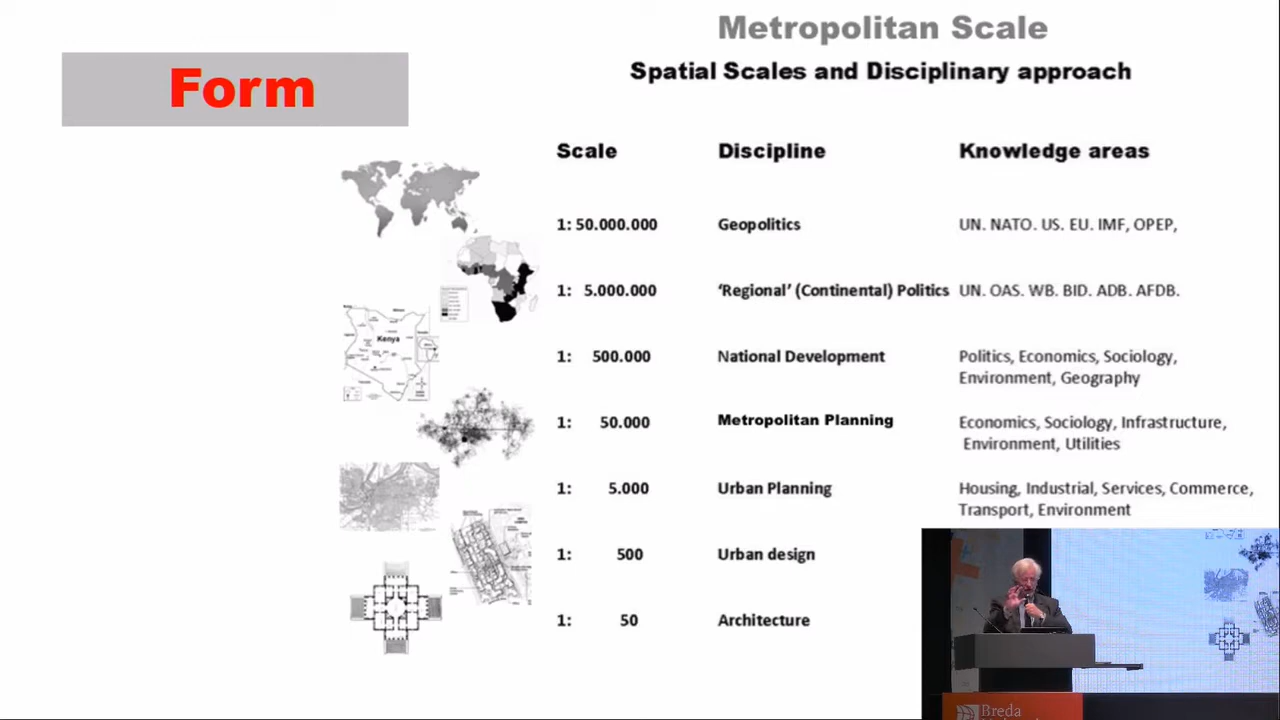 Metropolitan Scale
Spatial Scales and Disciplinary approach
Form
Scale Discipline Knowledge areas
1: 50.000.000 Geopolitics UN. NATO. US. EU. IMF, OPEP,
1: 5.000.000 'Regional' (Continental) Politics UN. OAS. WB. BID. ADB. AFDB.
1: 500.000 National Development Politics, Economics, Sociology,
Environment, Geography
Kenya
1: 50.000 Metropolitan Planning Economics, Sociology, Infrastructure,
Environment, Utilities
1: 5.000 Urban Planning Housing, Industrial, Services, Commerce,
Transport, Environment
1: 500 Urban design
1: 50 Architecture
Breda